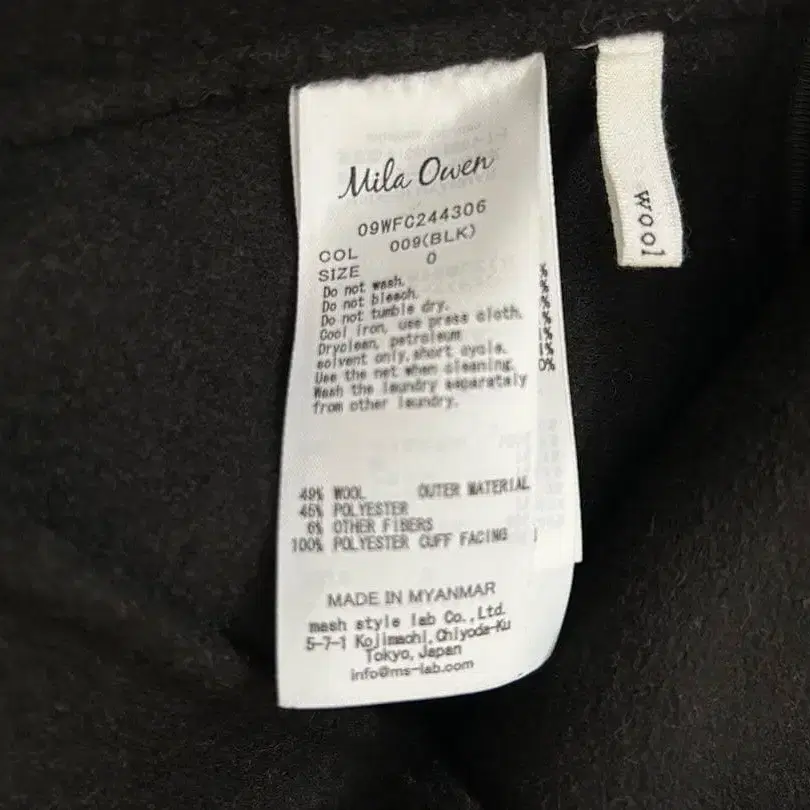 Mila Owen
09WFC244306
COL 009(BLK)
SIZE 0
Do not wash.
Do not bleach.
Do not tumble dry.
Cool iron, use press cloth.
Dryclean, petroleum
solvent only,short cycle.
Use the net when cleaning.
Wash the laundry separately
from other laundry.
49% WOOL OUTER MATERIAL
45% POLYESTER
6% OTHER FIBERS
100% POLYESTER CUFF FACING
MADE IN MYANMAR
mash style lab Co.,Ltd.
5-7-1 Kojimachi,Chiyoda-Ku
Tokyo,Japan
info@ms-lab.com
wool